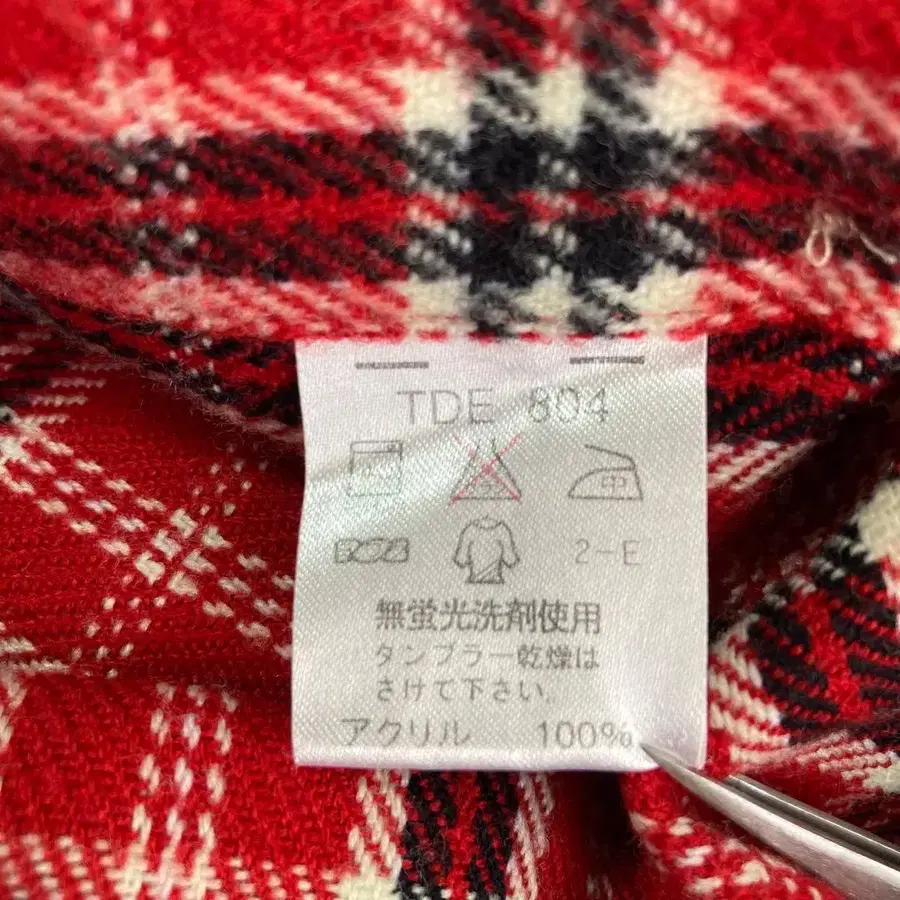 TDE 804
中
2-E
無蛍光洗剤使用
タンブラー乾燥は
さけて下さい。
アクリル 100%